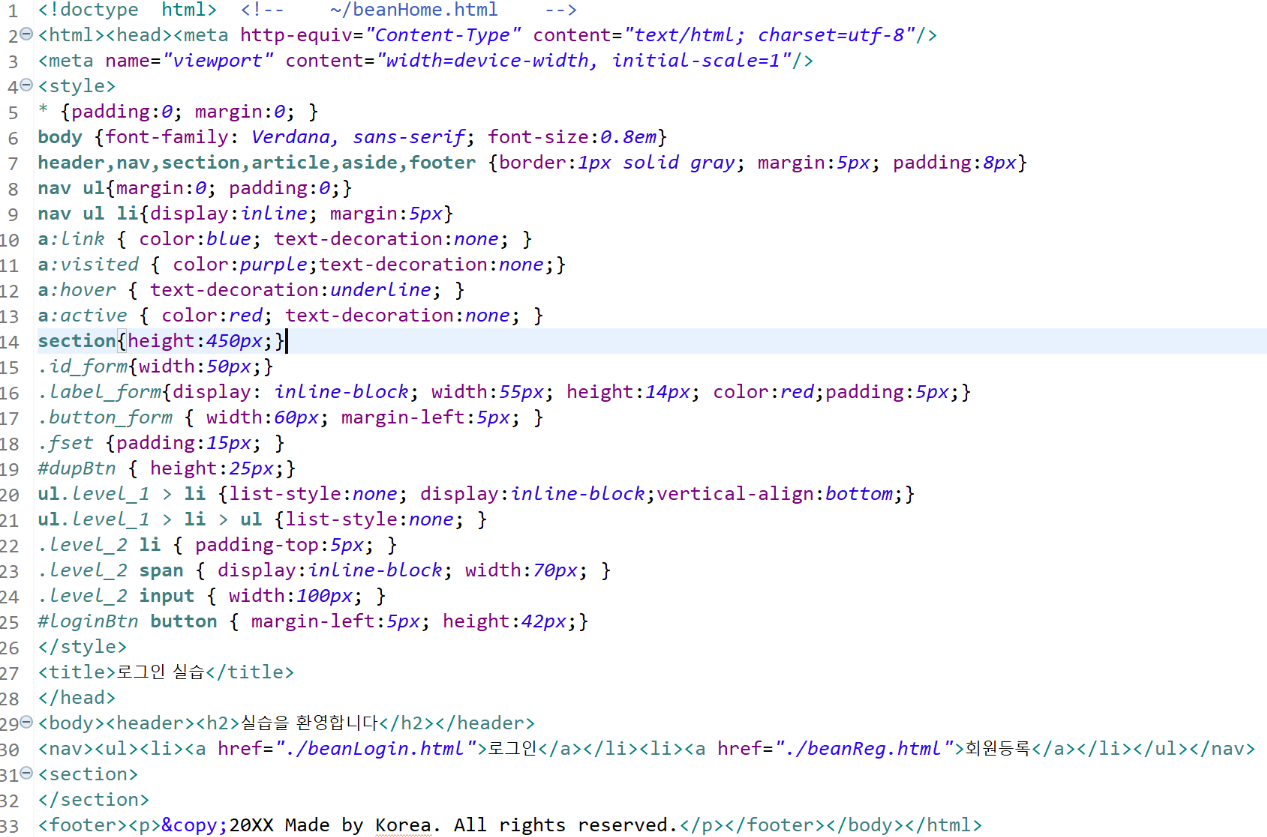 1 <!doctype  html>  <!--    ~/beanHome.html    -->
2 <html><head><meta http-equiv="Content-Type" content="text/html; charset=utf-8"/>
3 <meta name="viewport" content="width=device-width, initial-scale=1"/>
4 <style>
5 * {padding:0; margin:0; }
6 body {font-family: Verdana, sans-serif; font-size:0.8em}
7 header,nav,section,article,aside,footer {border:1px solid gray; margin:5px; padding:8px}
8 nav ul{margin:0; padding:0;}
9 nav ul li{display:inline; margin:5px}
10 a:link { color:blue; text-decoration:none; }
11 a:visited { color:purple;text-decoration:none;}
12 a:hover { text-decoration:underline; }
13 a:active { color:red; text-decoration:none; }
14 section{height:450px;}
15 .id_form{width:50px;}
16 .label_form{display: inline-block; width:55px; height:14px; color:red;padding:5px;}
17 .button_form { width:60px; margin-left:5px; }
18 .fset {padding:15px; }
19 #dupBtn { height:25px;}
20 ul.level_1 > li {list-style:none; display:inline-block;vertical-align:bottom;}
21 ul.level_1 > li > ul {list-style:none; }
22 .level_2 li { padding-top:5px; }
23 .level_2 span { display:inline-block; width:70px; }
24 .level_2 input { width:100px; }
25 #loginBtn button { margin-left:5px; height:42px;}
26 </style>
27 <title>로그인 실습</title>
28 </head>
29 <body><header><h2>실습을 환영합니다</h2></header>
30 <nav><ul><li><a href="./beanLogin.html">로그인</a></li><li><a href="./beanReg.html">회원등록</a></li></ul></nav>
31 <section>
32 </section>
33 <footer><p>&copy;20XX Made by Korea. All rights reserved.</p></footer></body></html>